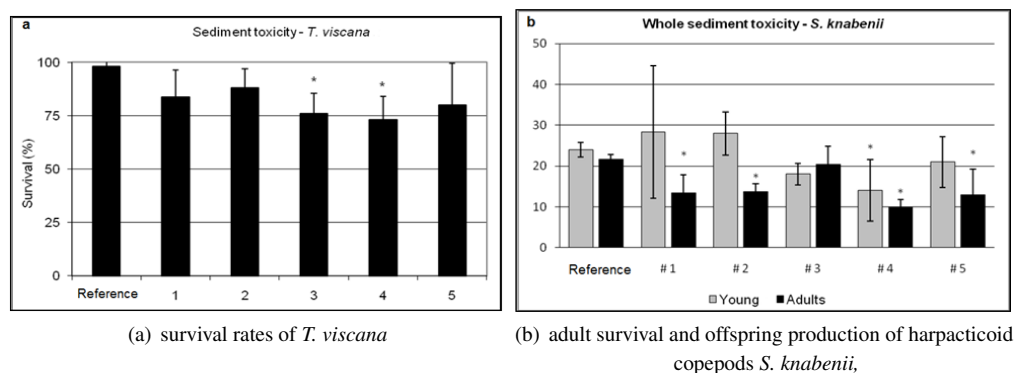 a
Sediment toxicity - T. viscana
Survival (%)
100
75
50
25
0
*
*
Reference 1 2 3 4 5
(a) survival rates of T. viscana
b
Whole sediment toxicity - S. knabenii
50
40
30
20
10
0
*
*
*
*
*
Reference #1 #2 #3 #4 #5
Young Adults
(b) adult survival and offspring production of harpacticoid
copepods S. knabenii,